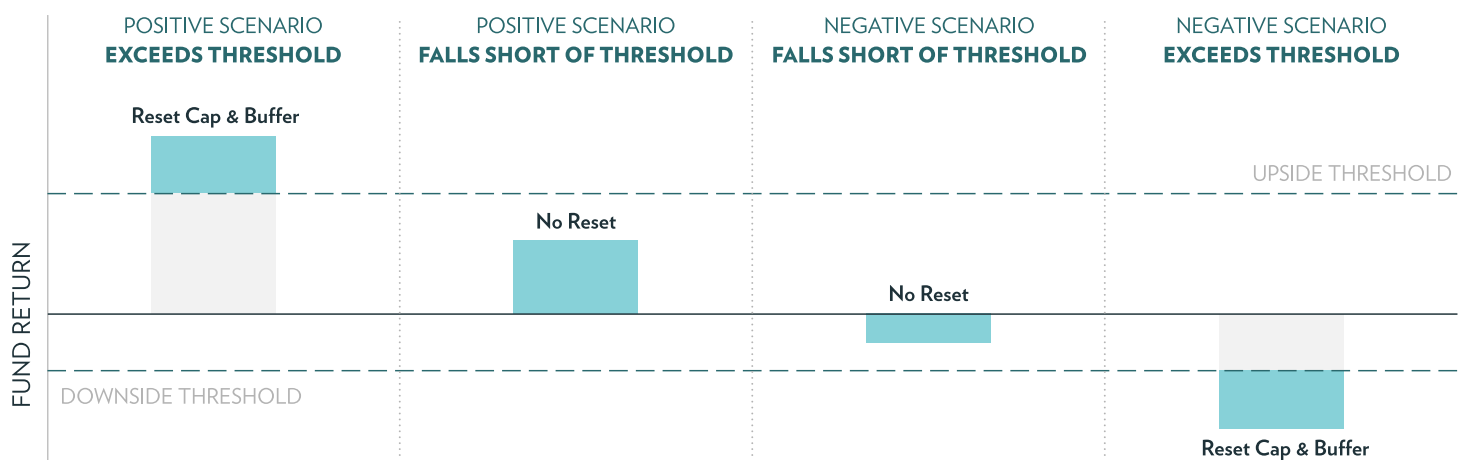 POSITIVE SCENARIO
EXCEEDS THRESHOLD
POSITIVE SCENARIO
FALLS SHORT OF THRESHOLD
NEGATIVE SCENARIO
FALLS SHORT OF THRESHOLD
NEGATIVE SCENARIO
EXCEEDS THRESHOLD
Reset Cap & Buffer
UPSIDE THRESHOLD
No Reset
No Reset
FUND RETURN
DOWNSIDE THRESHOLD
Reset Cap & Buffer